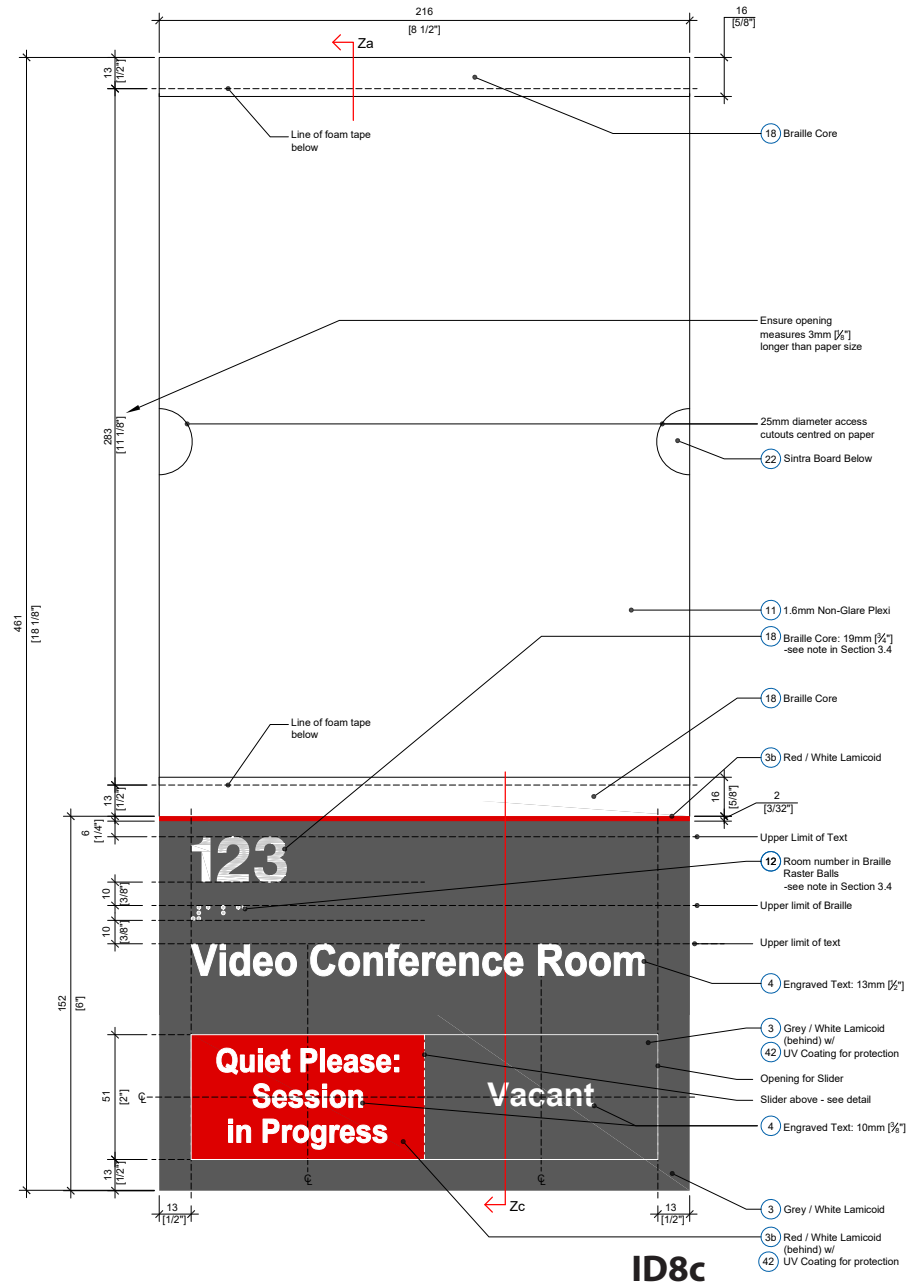 216
[8 1/2"]
16
[5/8"]
Za
13
[1/2"]
Line of foam tape
below
18 Braille Core
Ensure opening
measures 3mm [⅛"]
longer than paper size
283
[11 1/8"]
25mm diameter access
cutouts centred on paper
22 Sintra Board Below
461
[18 1/8"]
11 1.6mm Non-Glare Plexi
18 Braille Core: 19mm [¾"]
-see note in Section 3.4
18 Braille Core
Line of foam tape
below
3b Red / White Lamicoid
13
[1/2"]
16
[5/8"]
2
[3/32"]
6
[1/4"]
Upper Limit of Text
123
12 Room number in Braille
Raster Balls
-see note in Section 3.4
10
[3/8"]
Upper limit of Braille
10
[3/8"]
Upper limit of text
Video Conference Room
4 Engraved Text: 13mm [½"]
152
[6"]
3 Grey / White Lamicoid
(behind) w/
42 UV Coating for protection
Opening for Slider
Slider above - see detail
51
[2"]
℄
Quiet Please:
Session
in Progress
Vacant
4 Engraved Text: 10mm [⅜"]
13
[1/2"]
℄
℄
13
[1/2"]
Zc
13
[1/2"]
3 Grey / White Lamicoid
3b Red / White Lamicoid
(behind) w/
42 UV Coating for protection
ID8c